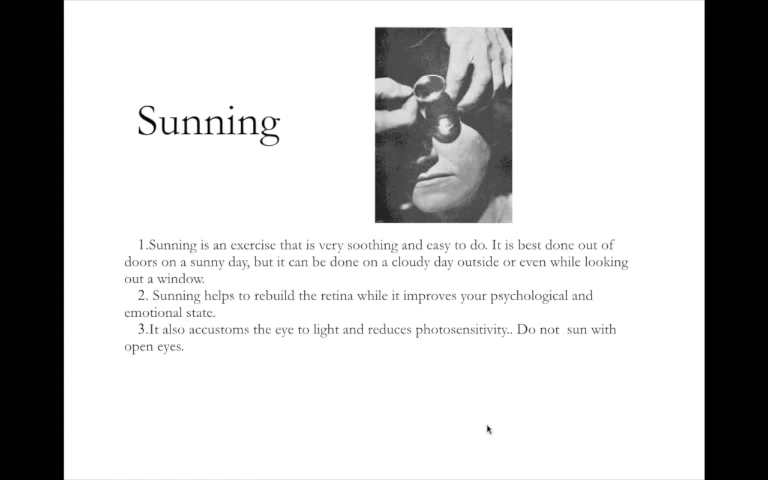 Sunning
1.Sunning is an exercise that is very soothing and easy to do. It is best done out of
doors on a sunny day, but it can be done on a cloudy day outside or even while looking
out a window.
2. Sunning helps to rebuild the retina while it improves your psychological and
emotional state.
3.It also accustoms the eye to light and reduces photosensitivity.. Do not  sun with
open eyes.